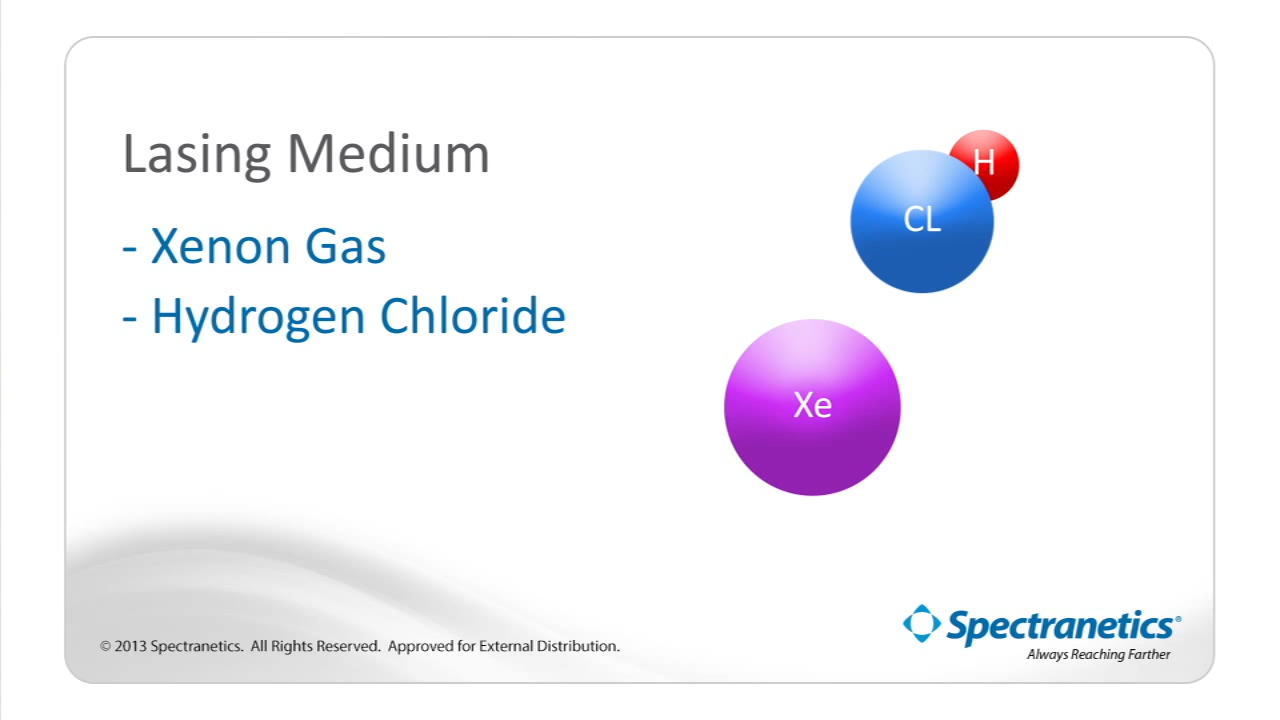 Lasing Medium
- Xenon Gas
- Hydrogen Chloride
H
CL
Xe
© 2013 Spectranetics. All Rights Reserved. Approved for External Distribution.
Spectranetics®
Always Reaching Farther